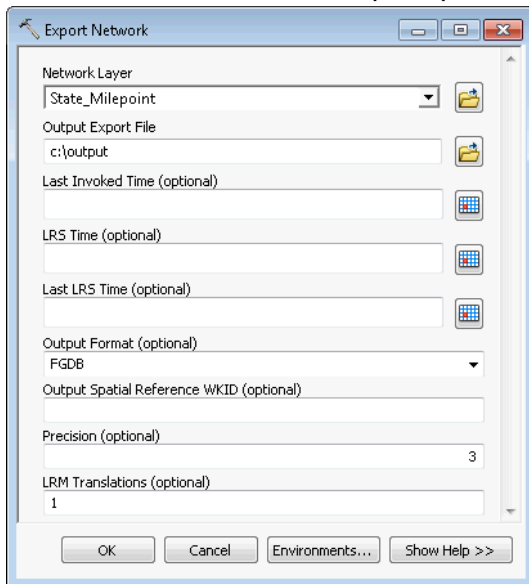 Export Network
Network Layer
State_Milepoint
Output Export File
c:\output
Last Invoked Time (optional)
LRS Time (optional)
Last LRS Time (optional)
Output Format (optional)
FGDB
Output Spatial Reference WKID (optional)
Precision (optional)
3
LRM Translations (optional)
1
OK Cancel Environments... Show Help >>